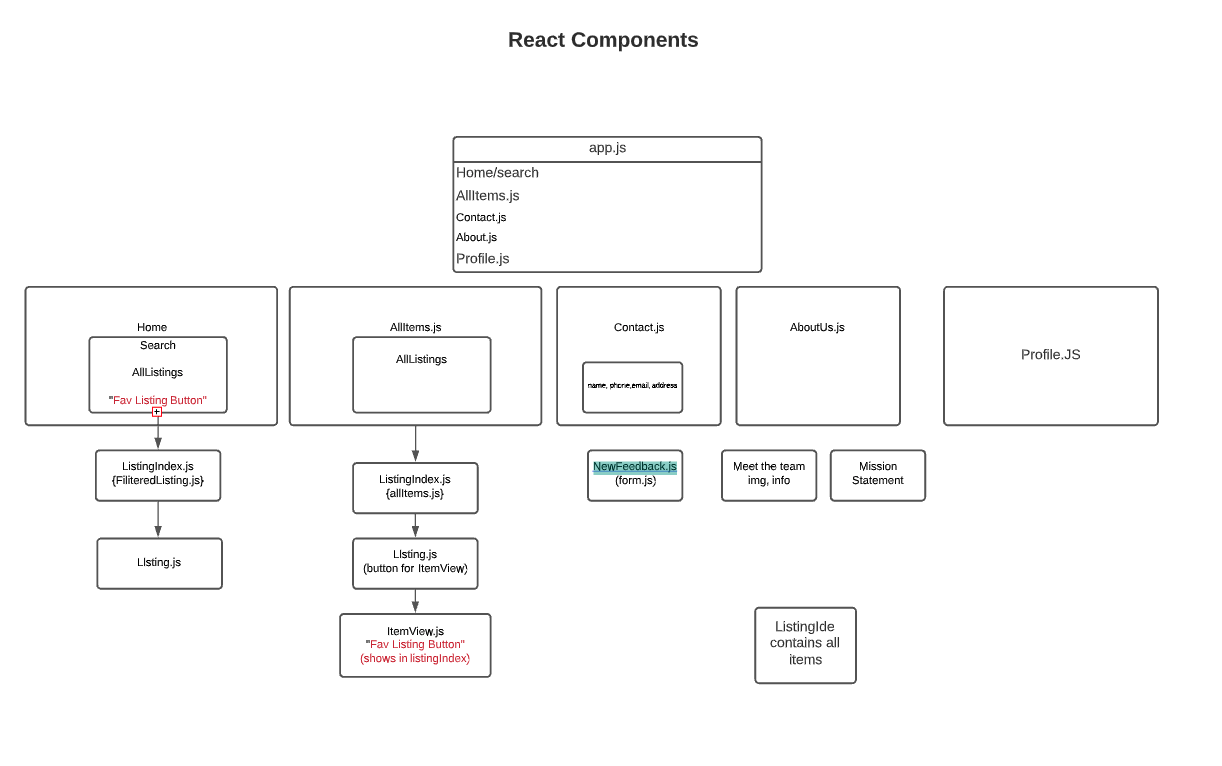 React Components
app.js
Home/search
AllItems.js
Contact.js
About.js
Profile.js
Home
Search
AllListings
"Fav Listing Button"
+
ListingIndex.js
{FiliteredListing.js}
LIsting.js
AllItems.js
AllListings
ListingIndex.js
{allItems.js}
LIsting.js
(button for ItemView)
ItemView.js
"Fav Listing Button"
(shows in listingIndex)
Contact.js
name, phone,email, address
NewFeedback.js
(form.js)
AboutUs.js
Meet the team
img, info
Mission
Statement
Profile.JS
ListingIde
contains all
items